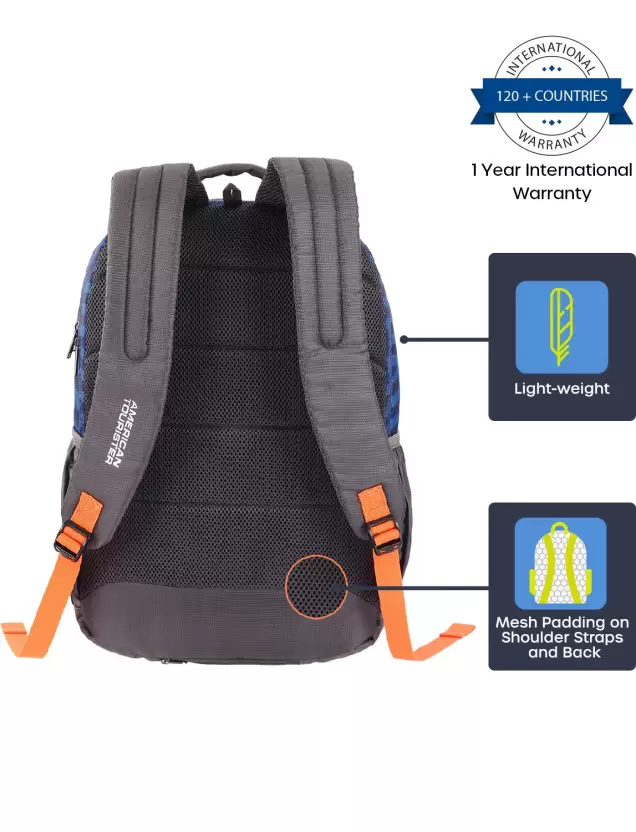 INTERNATIONAL
120 + COUNTRIES
WARRANTY
1 Year International
Warranty
Light-weight
AMERICAN
TOURISTER
Mesh Padding on
Shoulder Straps
and Back